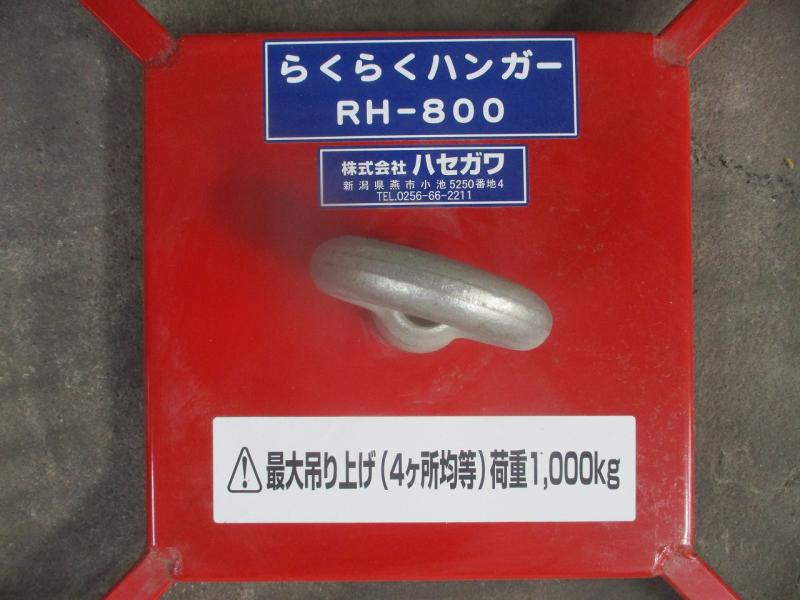 らくらくハンガー
RH-800
株式会社 ハセガワ
新潟県燕市小池5250番地4
TEL.0256-66-2211
最大吊り上げ(4ヶ所均等)荷重1,000kg